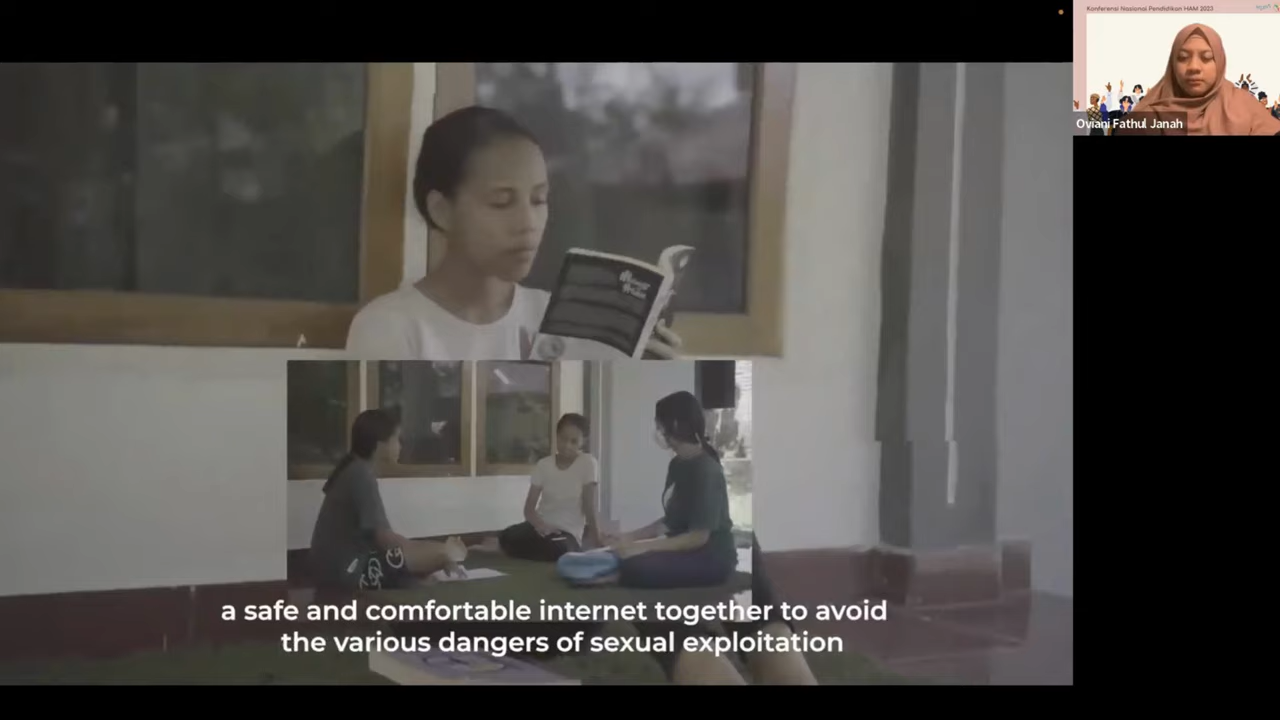 Konferensi Nasional Pendidikan HAM 2023
Oviani Fathul Janah
a safe and comfortable internet together to avoid
the various dangers of sexual exploitation